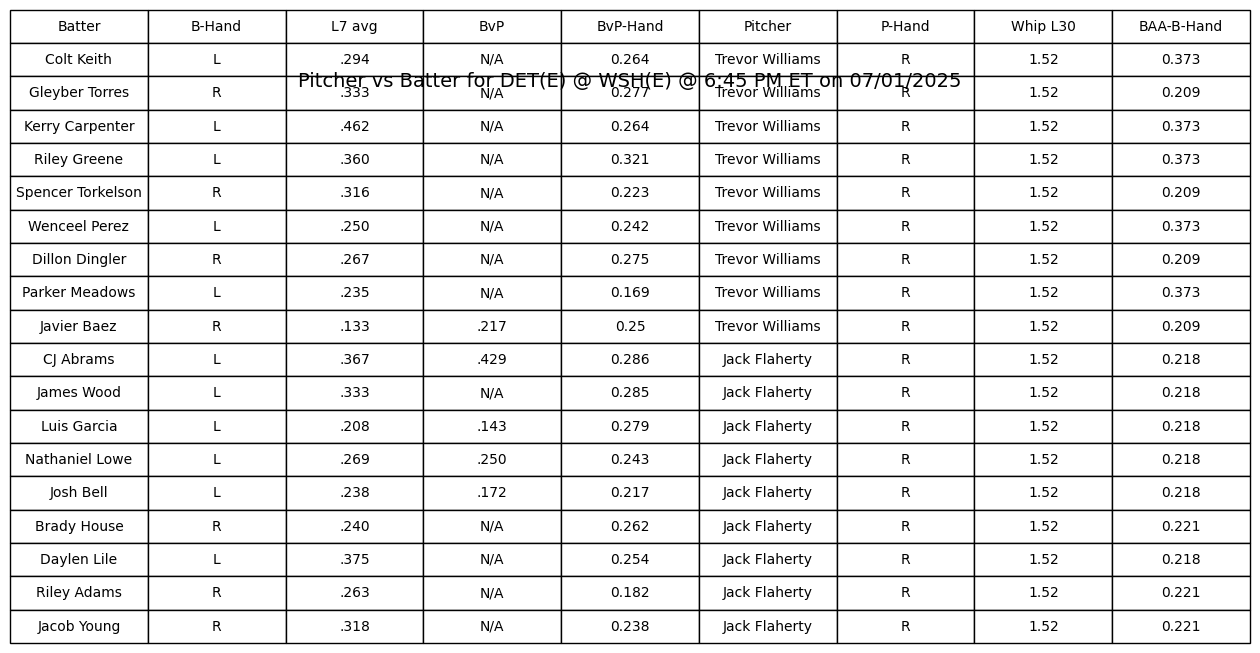 Batter B-Hand L7 avg BvP BvP-Hand Pitcher P-Hand Whip L30 BAA-B-Hand
Colt Keith L .294 N/A 0.264 Trevor Williams R 1.52 0.373
Pitcher vs Batter for DET(E) @ WSH(E) @ 6:45 PM ET on 07/01/2025
Gleyber Torres R .333 N/A 0.277 Trevor Williams R 1.52 0.209
Kerry Carpenter L .462 N/A 0.264 Trevor Williams R 1.52 0.373
Riley Greene L .360 N/A 0.321 Trevor Williams R 1.52 0.373
Spencer Torkelson R .316 N/A 0.223 Trevor Williams R 1.52 0.209
Wenceel Perez L .250 N/A 0.242 Trevor Williams R 1.52 0.373
Dillon Dingler R .267 N/A 0.275 Trevor Williams R 1.52 0.209
Parker Meadows L .235 N/A 0.169 Trevor Williams R 1.52 0.373
Javier Baez R .133 .217 0.25 Trevor Williams R 1.52 0.209
CJ Abrams L .367 .429 0.286 Jack Flaherty R 1.52 0.218
James Wood L .333 N/A 0.285 Jack Flaherty R 1.52 0.218
Luis Garcia L .208 .143 0.279 Jack Flaherty R 1.52 0.218
Nathaniel Lowe L .269 .250 0.243 Jack Flaherty R 1.52 0.218
Josh Bell L .238 .172 0.217 Jack Flaherty R 1.52 0.218
Brady House R .240 N/A 0.262 Jack Flaherty R 1.52 0.221
Daylen Lile L .375 N/A 0.254 Jack Flaherty R 1.52 0.218
Riley Adams R .263 N/A 0.182 Jack Flaherty R 1.52 0.221
Jacob Young R .318 N/A 0.238 Jack Flaherty R 1.52 0.221